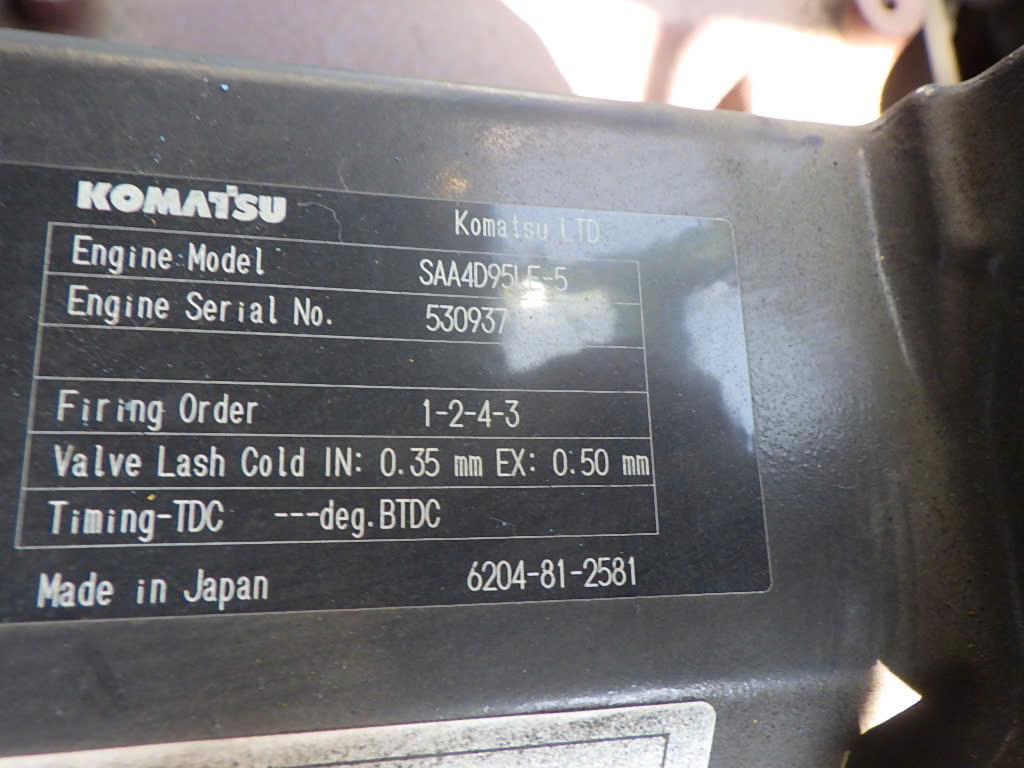 KOMATSU Komatsu LTD
Engine Model SAA4D95LE-5
Engine Serial No. 530937
Firing Order 1-2-4-3
Valve Lash Cold IN: 0.35 mm EX: 0.50 mm
Timing-TDC ---deg.BTDC
Made in Japan 6204-81-2581